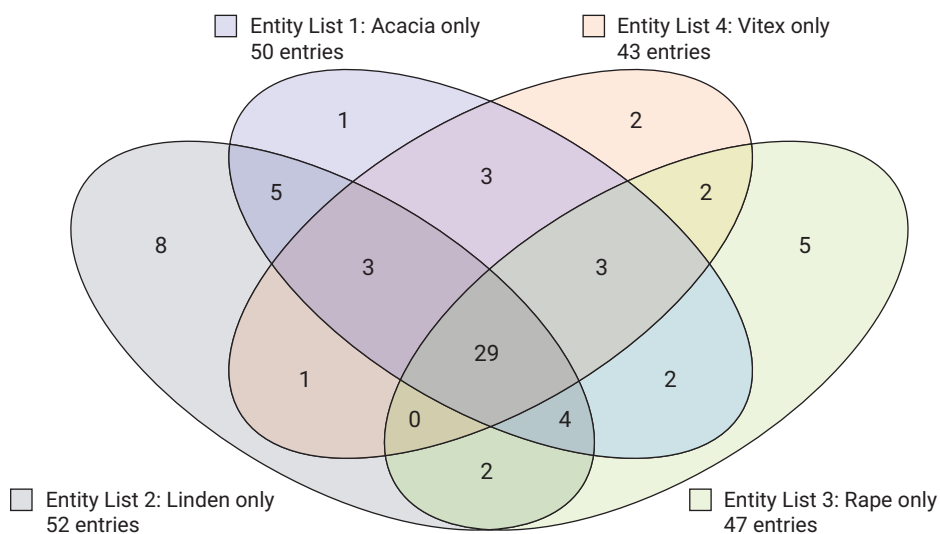 Entity List 1: Acacia only
50 entries
Entity List 4: Vitex only
43 entries
1
2
3
5
2
8
5
3
3
29
1
2
0
4
2
Entity List 2: Linden only
52 entries
Entity List 3: Rape only
47 entries